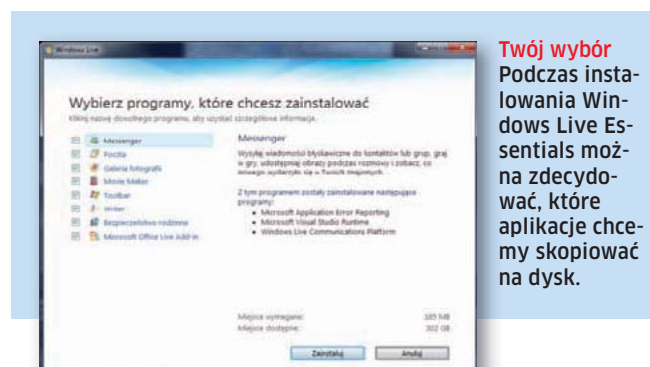 Windows Live
Wybierz programy, które chcesz zainstalować
Kliknij nazwę dowolnego programu, aby uzyskać szczegółowe informacje.
Messenger
Poczta
Galeria fotografii
Movie Maker
Toolbar
Writer
Bezpieczeństwo rodzinne
Microsoft Office Live Add-in
Messenger
Wysyłaj wiadomości błyskawiczne do kontaktów lub grup, graj
w gry, udostępniaj obrazy podczas rozmowy i zobacz, co
nowego wydarzyło się u Twoich znajomych.
Z tym programem zostały zainstalowane następujące
programy:
• Microsoft Application Error Reporting
• Microsoft Visual Studio Runtime
• Windows Live Communications Platform
Miejsce wymagane: 185 MB
Miejsce dostępne: 302 GB
Zainstaluj Anuluj
Twój wybór
Podczas insta-
lowania Win-
dows Live Es-
sentials moż-
na zdecydo-
wać, które
aplikacje chce-
my skopiować
na dysk.